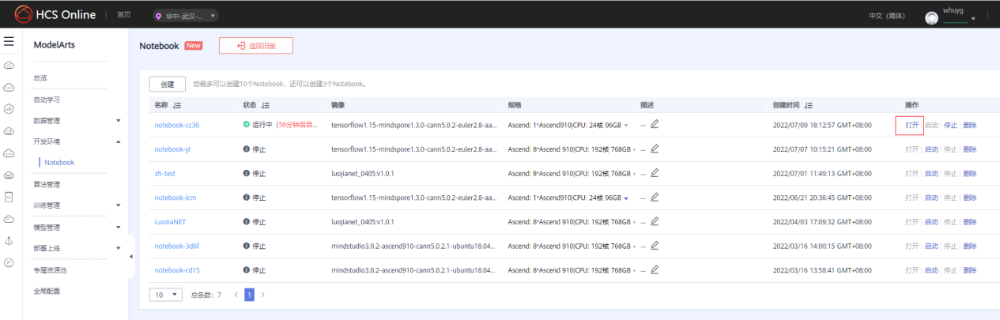 HCS Online 首页 华中-武汉-... 中文（简体） whuyg
ModelArts
总览
自动学习
数据管理
开发环境
Notebook
算法管理
训练管理
模型管理
部署上线
专属资源池
全局配置
Notebook New 返回旧版
创建 您最多可以创建10个Notebook，还可以创建3个Notebook。
名称 状态 镜像 规格 描述 创建时间 操作
notebook-cc36 运行中（56分钟后自... tensorflow1.15-mindspore1.3.0-cann5.0.2-euler2.8-aa... Ascend: 1*Ascend910|CPU: 24核 96GB -- 2022/07/09 18:12:57 GMT+08:00 打开 启动 停止 删除
notebook-yl 停止 tensorflow1.15-mindspore1.3.0-cann5.0.2-euler2.8-aa... Ascend: 8*Ascend 910|CPU: 192核 768GB -- 2022/07/07 10:15:21 GMT+08:00 打开 启动 停止 删除
zh-test 停止 luojianet_0405:v1.0.1 Ascend: 8*Ascend 910|CPU: 192核 768GB -- 2022/07/01 11:49:13 GMT+08:00 打开 启动 停止 删除
notebook-lcm 停止 tensorflow1.15-mindspore1.3.0-cann5.0.2-euler2.8-aa... Ascend: 1*Ascend910|CPU: 24核 96GB -- 2022/06/21 20:36:45 GMT+08:00 打开 启动 停止 删除
LuoJiaNET 停止 luojianet_0405:v1.0.1 Ascend: 8*Ascend 910|CPU: 192核 768GB -- 2022/04/03 17:09:32 GMT+08:00 打开 启动 停止 删除
notebook-3d6f 停止 mindstudio3.0.2-ascend910-cann5.0.2.1-ubuntu18.04... Ascend: 8*Ascend 910|CPU: 192核 768GB -- 2022/03/16 14:00:15 GMT+08:00 打开 启动 停止 删除
notebook-cd15 停止 mindstudio3.0.2-ascend910-cann5.0.2.1-ubuntu18.04... Ascend: 8*Ascend 910|CPU: 192核 768GB -- 2022/03/16 13:58:41 GMT+08:00 打开 启动 停止 删除
10 总条数：7 < 1 >